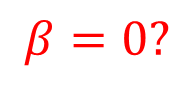 β = 0?